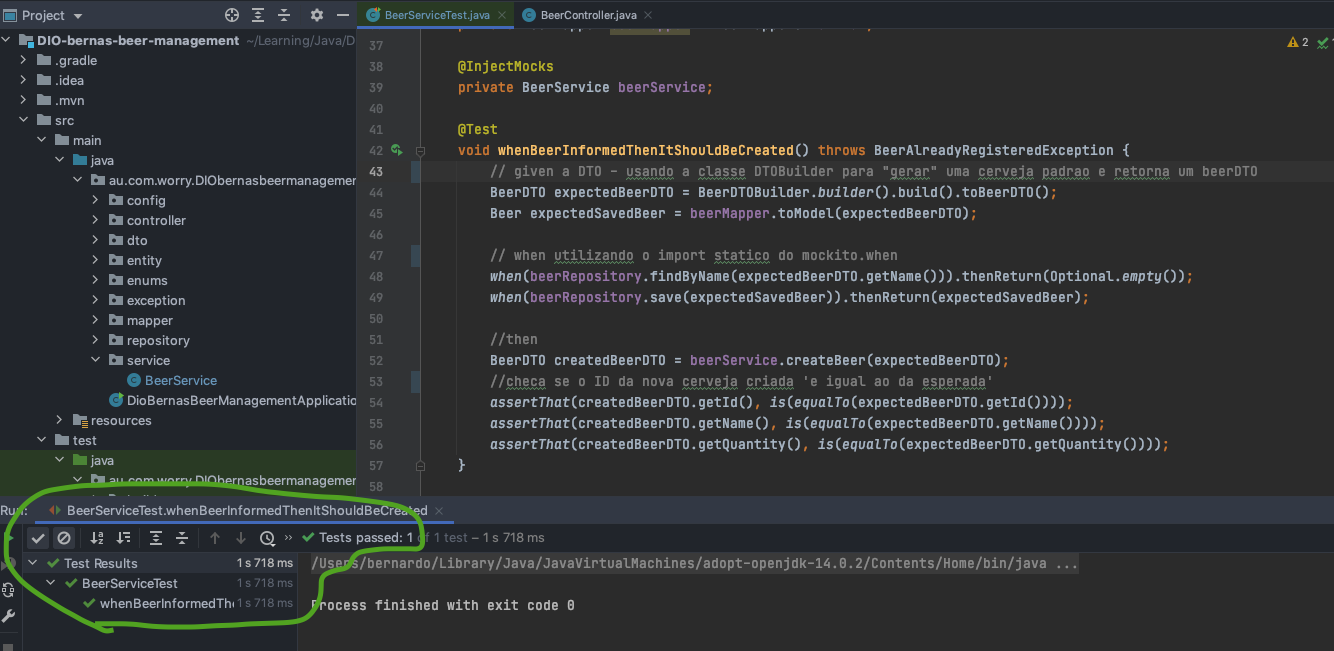 Project
BeerServiceTest.java
BeerController.java
DIO-bernas-beer-management ~/Learning/Java/D
.gradle
.idea
.mvn
src
main
java
au.com.worry.DIObernasbeermanagement
config
controller
dto
entity
enums
exception
mapper
repository
service
BeerService
DioBernasBeerManagementApplicatio
resources
test
java
au.com.worry.DIObernasbeermanagement
2
37
38 @InjectMocks
39 private BeerService beerService;
40
41 @Test
42 void whenBeerInformedThenItShouldBeCreated() throws BeerAlreadyRegisteredException {
43 // given a DTO - usando a classe DTOBuilder para "gerar" uma cerveja padrao e retorna um beerDTO
44 BeerDTO expectedBeerDTO = BeerDTOBuilder.builder().build().toBeerDTO();
45 Beer expectedSavedBeer = beerMapper.toModel(expectedBeerDTO);
46
47 // when utilizando o import statico do mockito.when
48 when(beerRepository.findByName(expectedBeerDTO.getName())).thenReturn(Optional.empty());
49 when(beerRepository.save(expectedSavedBeer)).thenReturn(expectedSavedBeer);
50
51 //then
52 BeerDTO createdBeerDTO = beerService.createBeer(expectedBeerDTO);
53 //checa se o ID da nova cerveja criada 'e igual ao da esperada'
54 assertThat(createdBeerDTO.getId(), is(equalTo(expectedBeerDTO.getId())));
55 assertThat(createdBeerDTO.getName(), is(equalTo(expectedBeerDTO.getName())));
56 assertThat(createdBeerDTO.getQuantity(), is(equalTo(expectedBeerDTO.getQuantity())));
57 }
58
Run: BeerServiceTest.whenBeerInformedThenItShouldBeCreated
Tests passed: 1 of 1 test – 1 s 718 ms
Test Results 1 s 718 ms
BeerServiceTest 1 s 718 ms
whenBeerInformedThe 1 s 718 ms
/Users/bernardo/Library/Java/JavaVirtualMachines/adopt-openjdk-14.0.2/Contents/Home/bin/java ...
Process finished with exit code 0